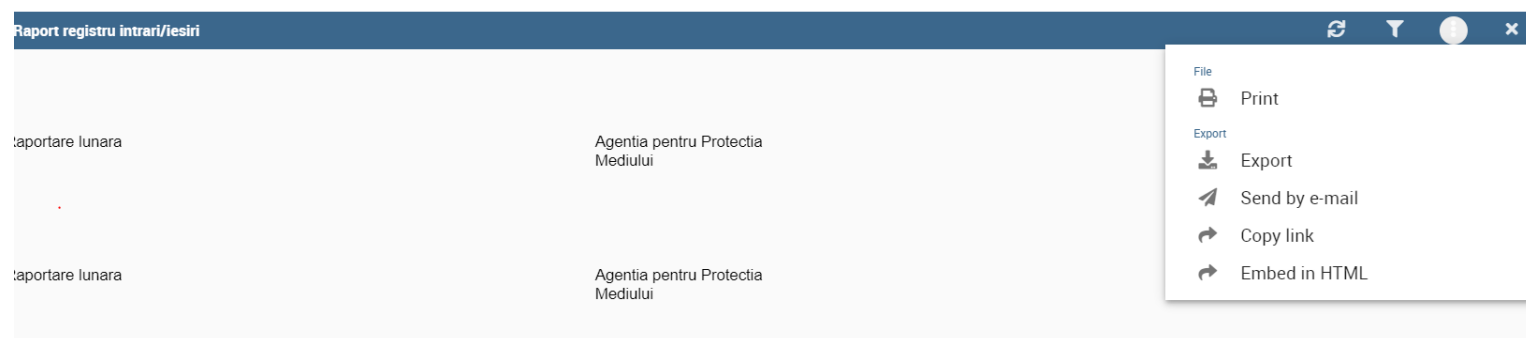 Raport registru intrari/iesiri
File
Print
Export
Export
Send by e-mail
Copy link
Embed in HTML
aportare lunara
Agentia pentru Protectia
Mediului
aportare lunara
Agentia pentru Protectia
Mediului